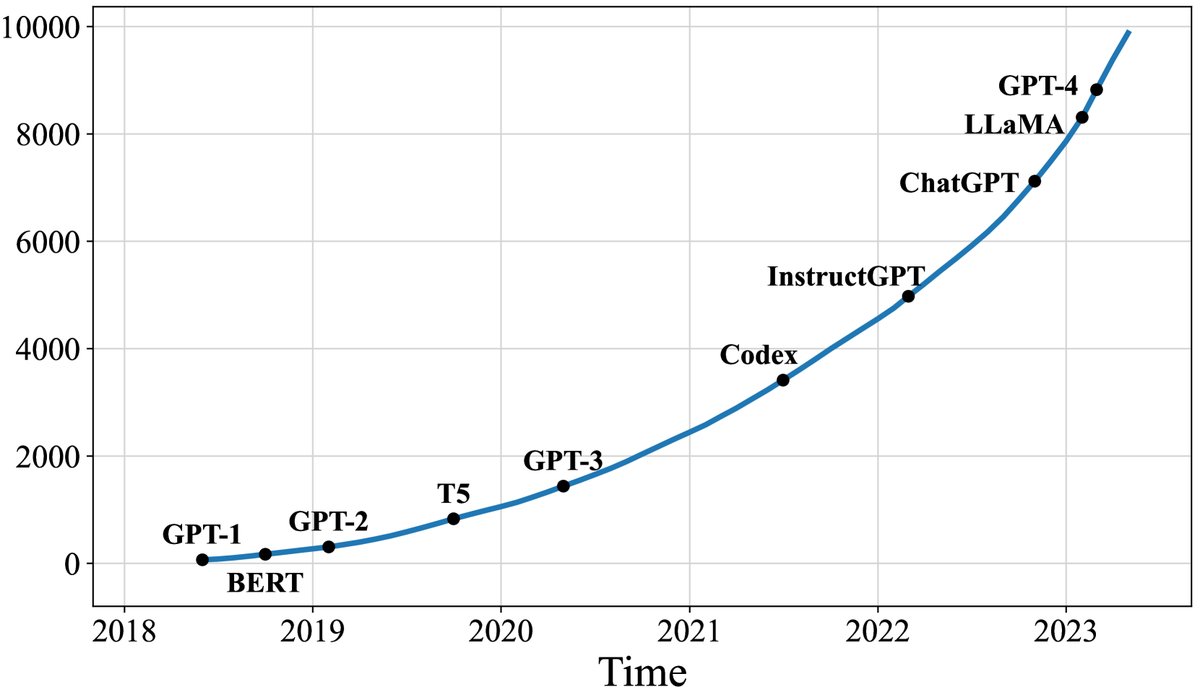 10000
8000
6000
4000
2000
0
GPT-4
LLaMA
ChatGPT
InstructGPT
Codex
GPT-3
T5
GPT-2
GPT-1
BERT
2018 2019 2020 2021 2022 2023
Time